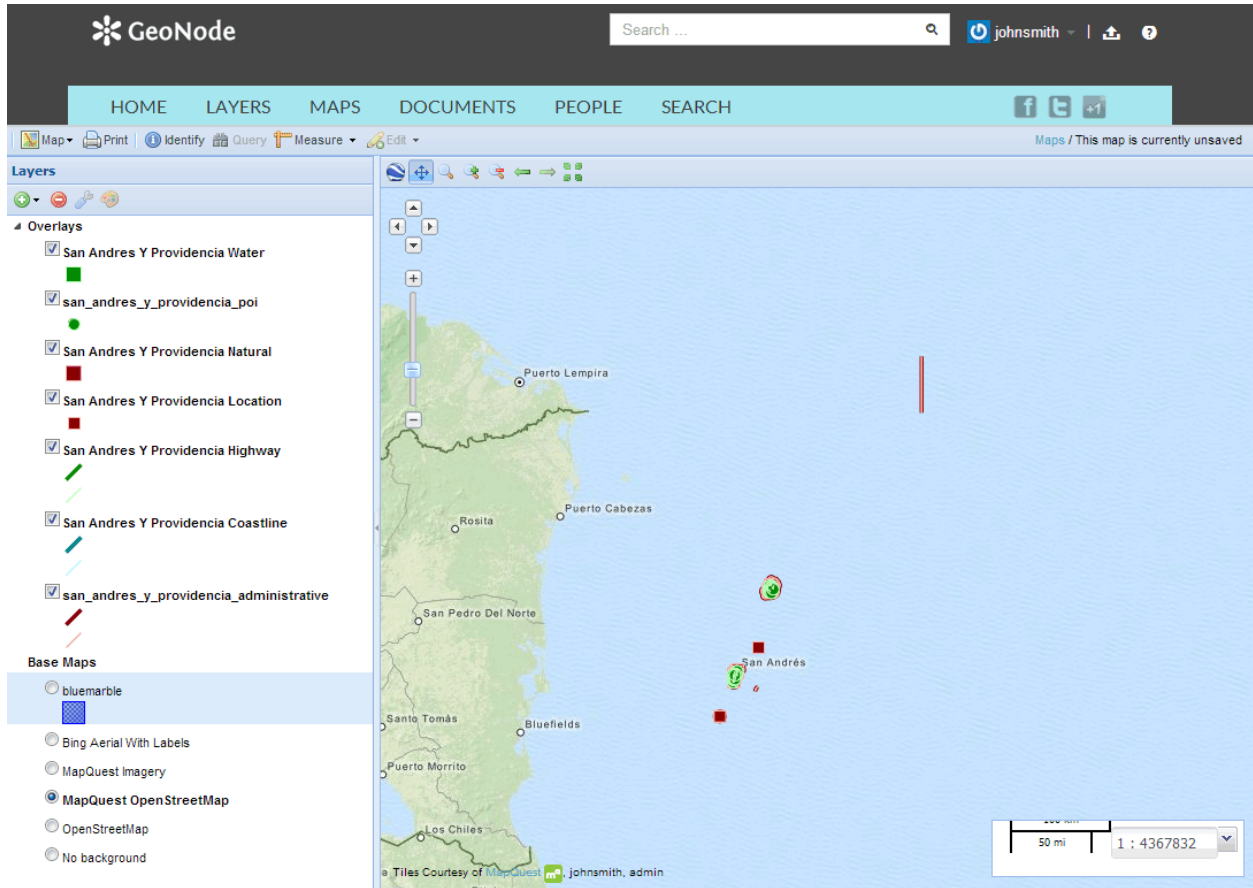 GeoNode
Search ...
johnsmith
HOME LAYERS MAPS DOCUMENTS PEOPLE SEARCH
f t +1
Map Print Identify Query Measure Edit
Maps / This map is currently unsaved
Layers
Overlays
San Andres Y Providencia Water
san_andres_y_providencia_poi
San Andres Y Providencia Natural
San Andres Y Providencia Location
San Andres Y Providencia Highway
San Andres Y Providencia Coastline
san_andres_y_providencia_administrative
Base Maps
bluemarble
Bing Aerial With Labels
MapQuest Imagery
MapQuest OpenStreetMap
OpenStreetMap
No background
Puerto Lempira
Puerto Cabezas
Rosita
San Pedro Del Norte
San Andrés
Santo Tomás
Bluefields
Puerto Morrito
Los Chiles
50 mi
1 : 4367832
Tiles Courtesy of MapQuest , johnsmith, admin